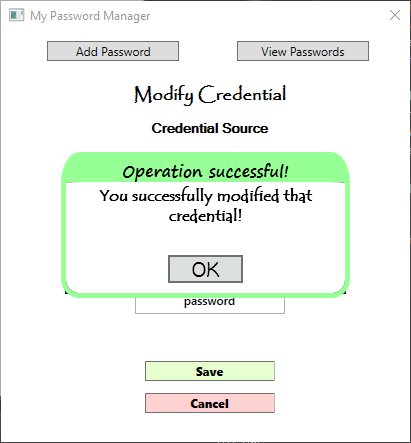 My Password Manager
Add Password
View Passwords
Modify Credential
Credential Source
Operation successful!
You successfully modified that
credential!
OK
password
Save
Cancel